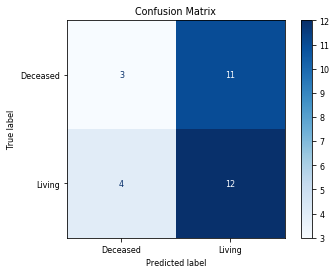 Confusion Matrix
12
11
10
9
8
7
6
5
4
3
True label
Deceased
3
11
Living
4
12
Deceased
Living
Predicted label